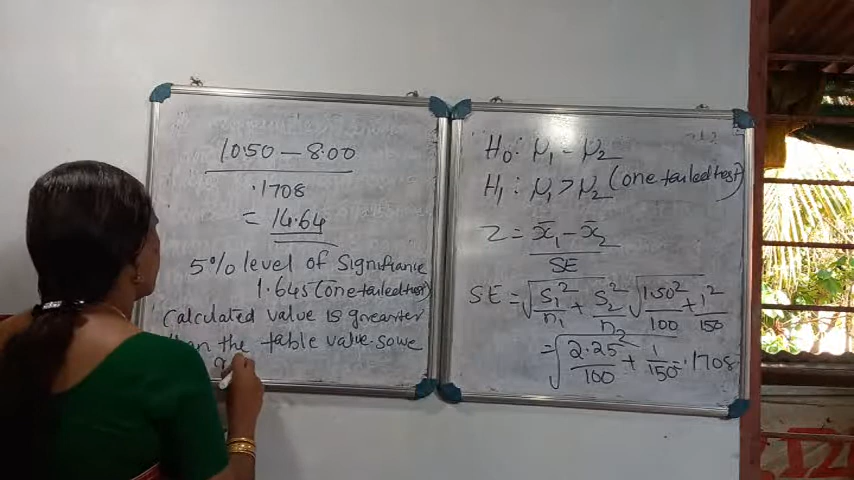 10.50 — 8.00
.1708
= 14.64
5% level of Signifiance
1.645 (one tailed test)
Calculated value is greater
than the table value. so we
H₀: μ₁ = μ₂
H₁: μ₁ > μ₂ (one tailed test)
Z = x̄₁ - x̄₂
SE
SE = √ S₁²/n₁ + S₂²/n₂ √ 1.50²/100 + 1²/150
= √ 2.25/100 + 1/150 = .1708